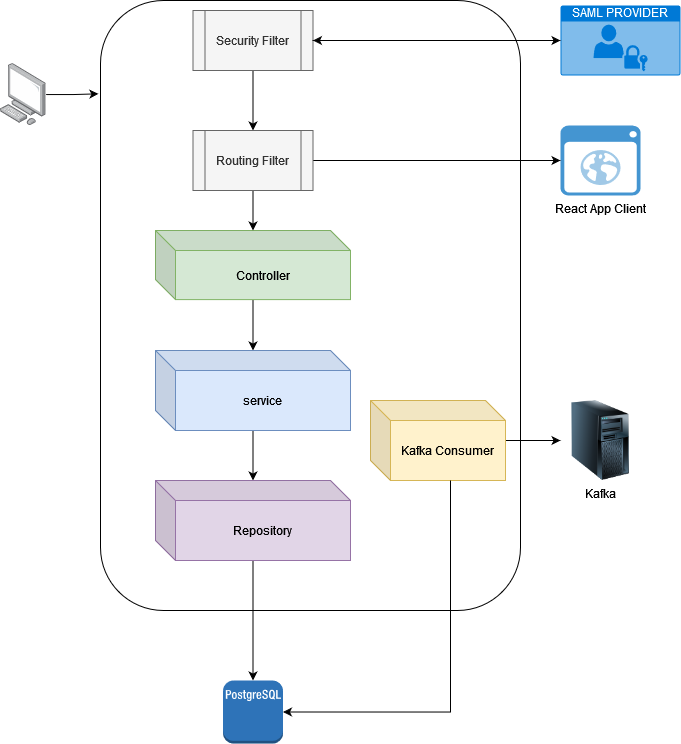 Security Filter
SAML PROVIDER
Routing Filter
React App Client
Controller
service
Kafka Consumer
Kafka
Repository
PostgreSQL